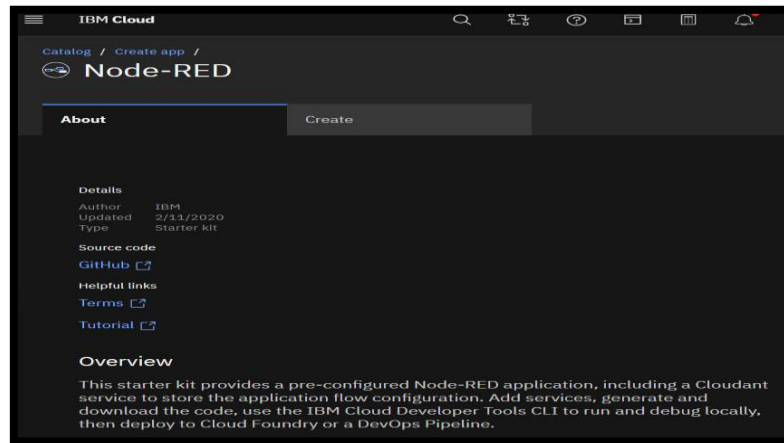 IBM Cloud
Catalog / Create app /
Node-RED
About
Create
Details
Author IBM
Updated 2/11/2020
Type Starter kit
Source code
GitHub
Helpful links
Terms
Tutorial
Overview
This starter kit provides a pre-configured Node-RED application, including a Cloudant
service to store the application flow configuration. Add services, generate and
download the code, use the IBM Cloud Developer Tools CLI to run and debug locally,
then deploy to Cloud Foundry or a DevOps Pipeline.